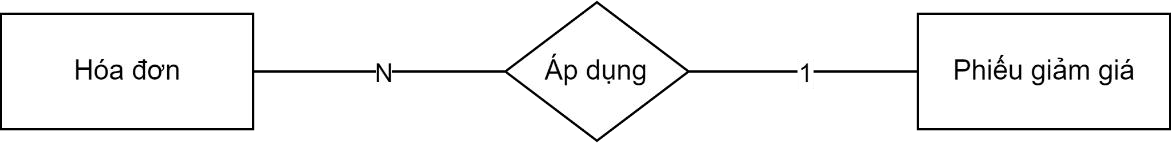 Hóa đơn
N
Áp dụng
1
Phiếu giảm giá